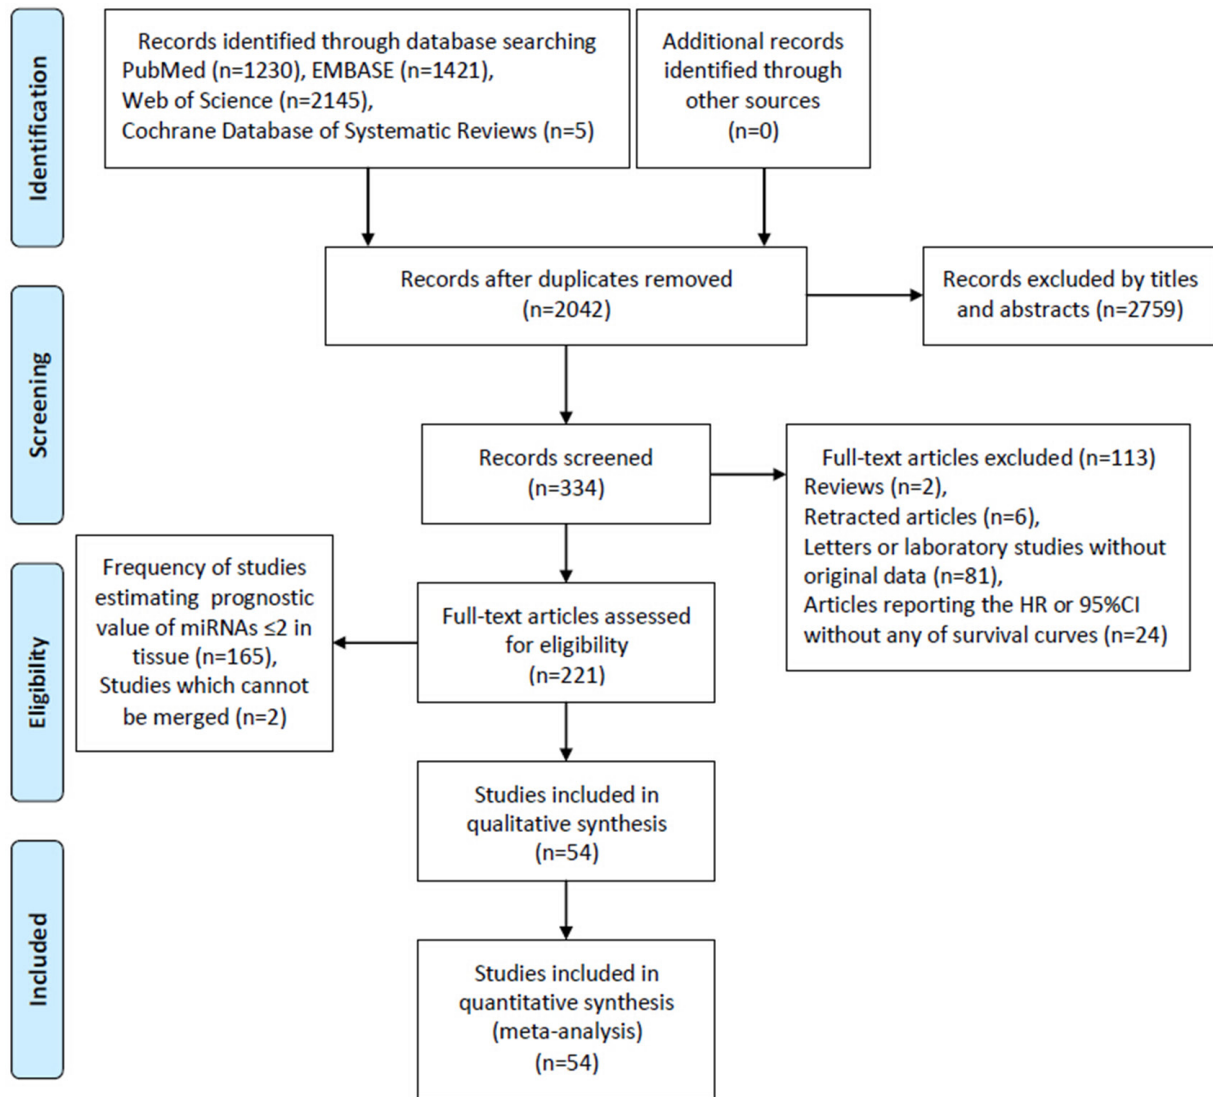 Identification
Records identified through database searching
PubMed (n=1230), EMBASE (n=1421),
Web of Science (n=2145),
Cochrane Database of Systematic Reviews (n=5)
Additional records
identified through
other sources
(n=0)
Screening
Records after duplicates removed
(n=2042)
Records excluded by titles
and abstracts (n=2759)
Records screened
(n=334)
Full-text articles excluded (n=113)
Reviews (n=2),
Retracted articles (n=6),
Letters or laboratory studies without
original data (n=81),
Articles reporting the HR or 95%CI
without any of survival curves (n=24)
Eligibility
Frequency of studies
estimating prognostic
value of miRNAs ≤2 in
tissue (n=165),
Studies which cannot
be merged (n=2)
Full-text articles assessed
for eligibility
(n=221)
Studies included in
qualitative synthesis
(n=54)
Included
Studies included in
quantitative synthesis
(meta-analysis)
(n=54)